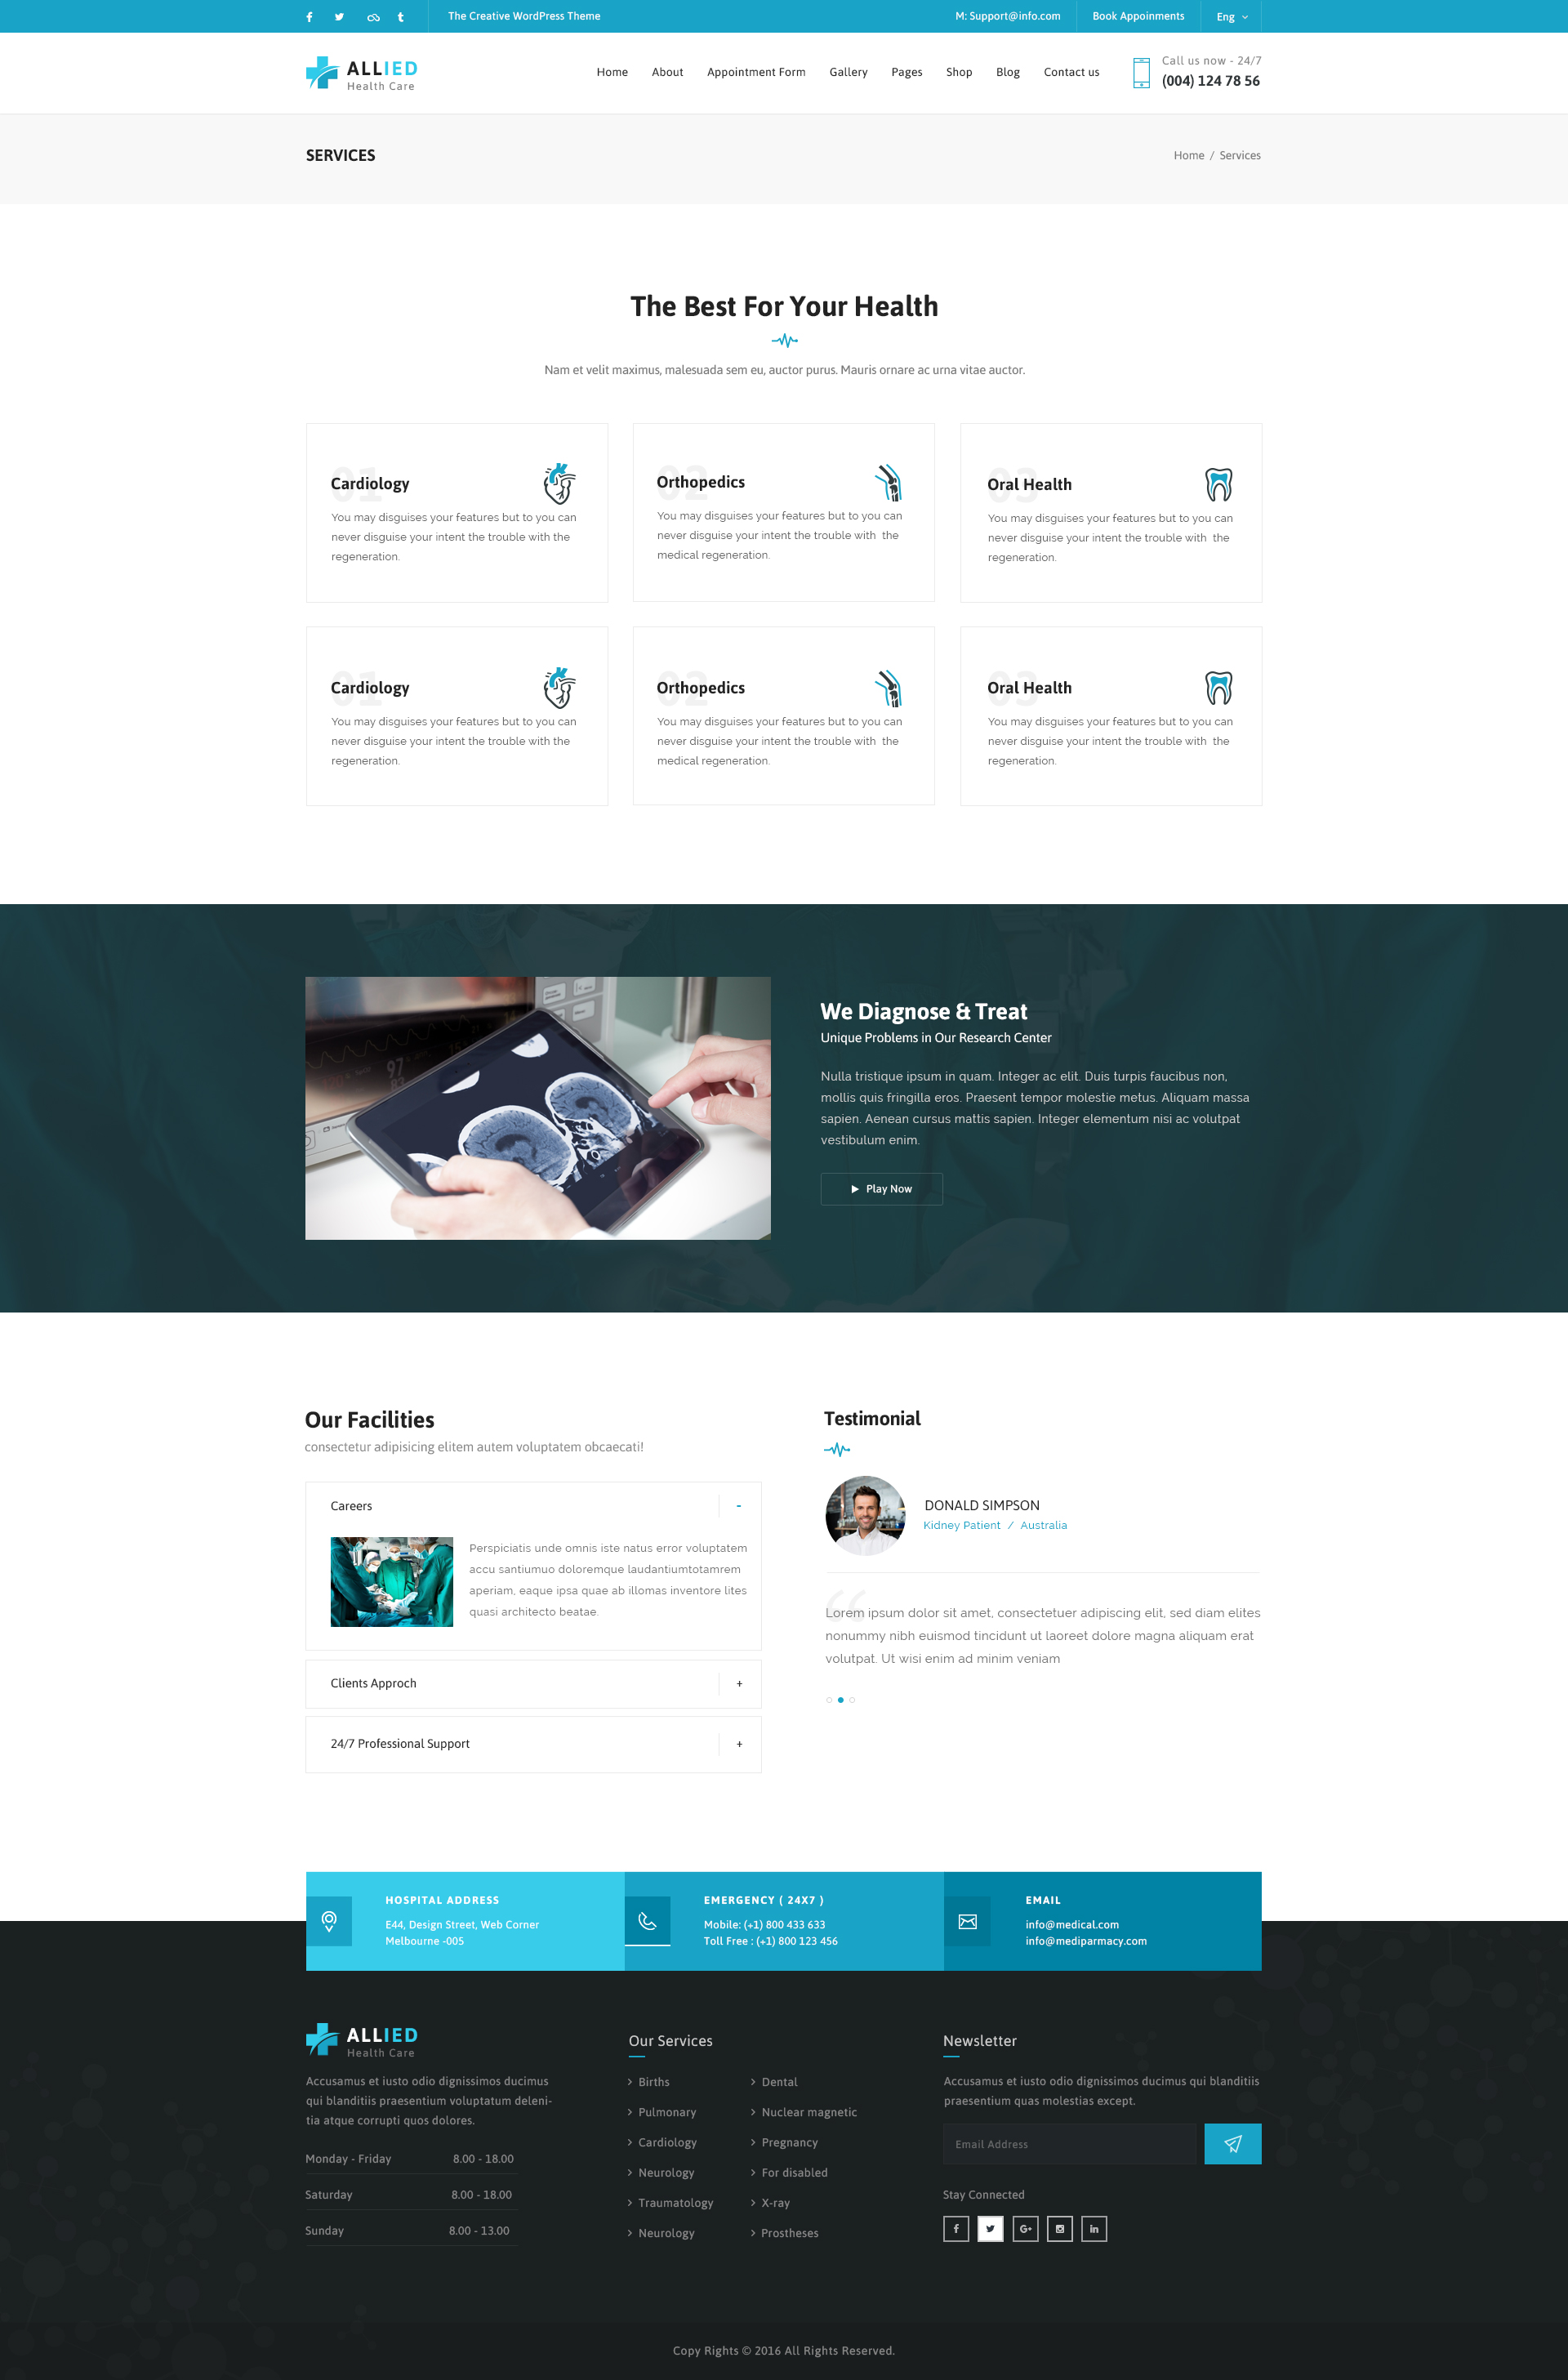 The Creative WordPress Theme
M: Support@info.com
Book Appoinments
Eng
ALLIED
Health Care
Home
About
Appointment Form
Gallery
Pages
Shop
Blog
Contact us
Call us now - 24/7
(004) 124 78 56
SERVICES
Home / Services
The Best For Your Health
Nam et velit maximus, malesuada sem eu, auctor purus. Mauris ornare ac urna vitae auctor.
01
Cardiology
You may disguises your features but to you can
never disguise your intent the trouble with the
regeneration.
02
Orthopedics
You may disguises your features but to you can
never disguise your intent the trouble with the
medical regeneration.
03
Oral Health
You may disguises your features but to you can
never disguise your intent the trouble with the
regeneration.
01
Cardiology
You may disguises your features but to you can
never disguise your intent the trouble with the
regeneration.
02
Orthopedics
You may disguises your features but to you can
never disguise your intent the trouble with the
medical regeneration.
03
Oral Health
You may disguises your features but to you can
never disguise your intent the trouble with the
regeneration.
97
83
We Diagnose & Treat
Unique Problems in Our Research Center
Nulla tristique ipsum in quam. Integer ac elit. Duis turpis faucibus non,
mollis quis fringilla eros. Praesent tempor molestie metus. Aliquam massa
sapien. Aenean cursus mattis sapien. Integer elementum nisi ac volutpat
vestibulum enim.
Play Now
Our Facilities
consectetur adipisicing elitem autem voluptatem obcaecati!
Careers
-
Perspiciatis unde omnis iste natus error voluptatem
accu santiumuo doloremque laudantiumtotamrem
aperiam, eaque ipsa quae ab illomas inventore lites
quasi architecto beatae.
Clients Approch
+
24/7 Professional Support
+
Testimonial
DONALD SIMPSON
Kidney Patient / Australia
“
Lorem ipsum dolor sit amet, consectetuer adipiscing elit, sed diam elites
nonummy nibh euismod tincidunt ut laoreet dolore magna aliquam erat
volutpat. Ut wisi enim ad minim veniam
HOSPITAL ADDRESS
E44, Design Street, Web Corner
Melbourne -005
EMERGENCY ( 24X7 )
Mobile: (+1) 800 433 633
Toll Free : (+1) 800 123 456
EMAIL
info@medical.com
info@mediparmacy.com
ALLIED
Health Care
Accusamus et iusto odio dignissimos ducimus
qui blanditiis praesentium voluptatum deleni-
tia atque corrupti quos dolores.
Monday - Friday 8.00 - 18.00
Saturday 8.00 - 18.00
Sunday 8.00 - 13.00
Our Services
Births
Pulmonary
Cardiology
Neurology
Traumatology
Neurology
Dental
Nuclear magnetic
Pregnancy
For disabled
X-ray
Prostheses
Newsletter
Accusamus et iusto odio dignissimos ducimus qui blanditiis
praesentium quas molestias except.
Email Address
Stay Connected
Copy Rights © 2016 All Rights Reserved.